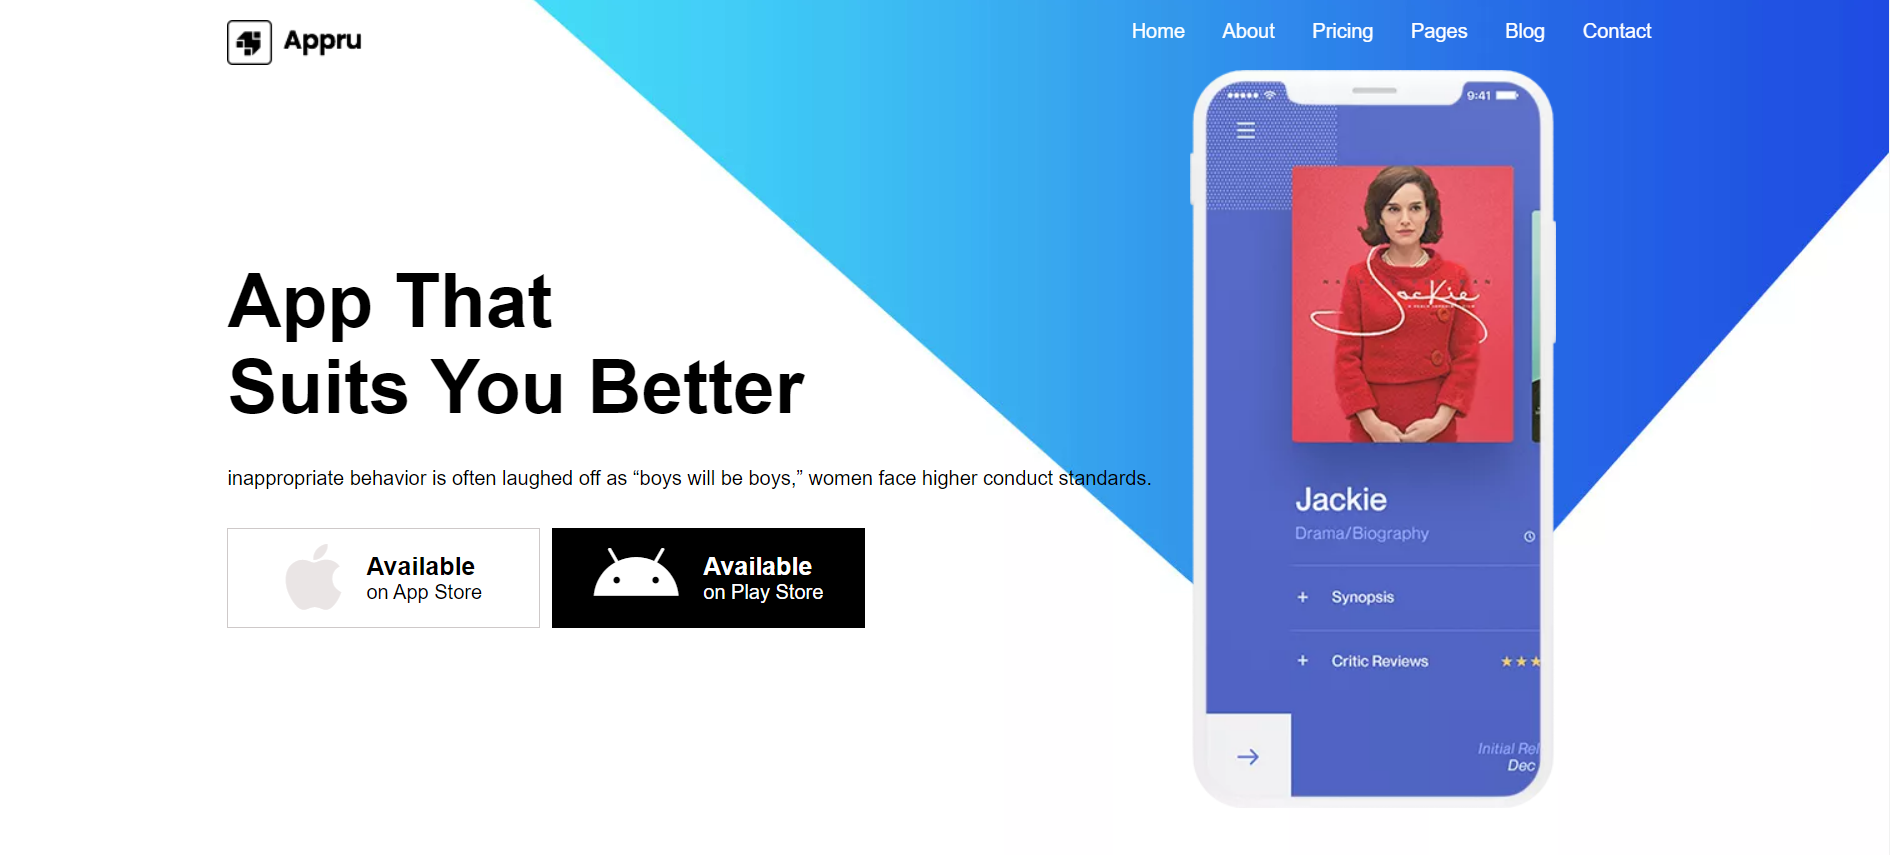 Appru
Home About Pricing Pages Blog Contact
9:41
App That
Suits You Better
inappropriate behavior is often laughed off as “boys will be boys,” women face higher conduct standards.
Available
on App Store
Available
on Play Store
Jackie
Jackie
Drama/Biography
+ Synopsis
+ Critic Reviews
Initial Rel
Dec